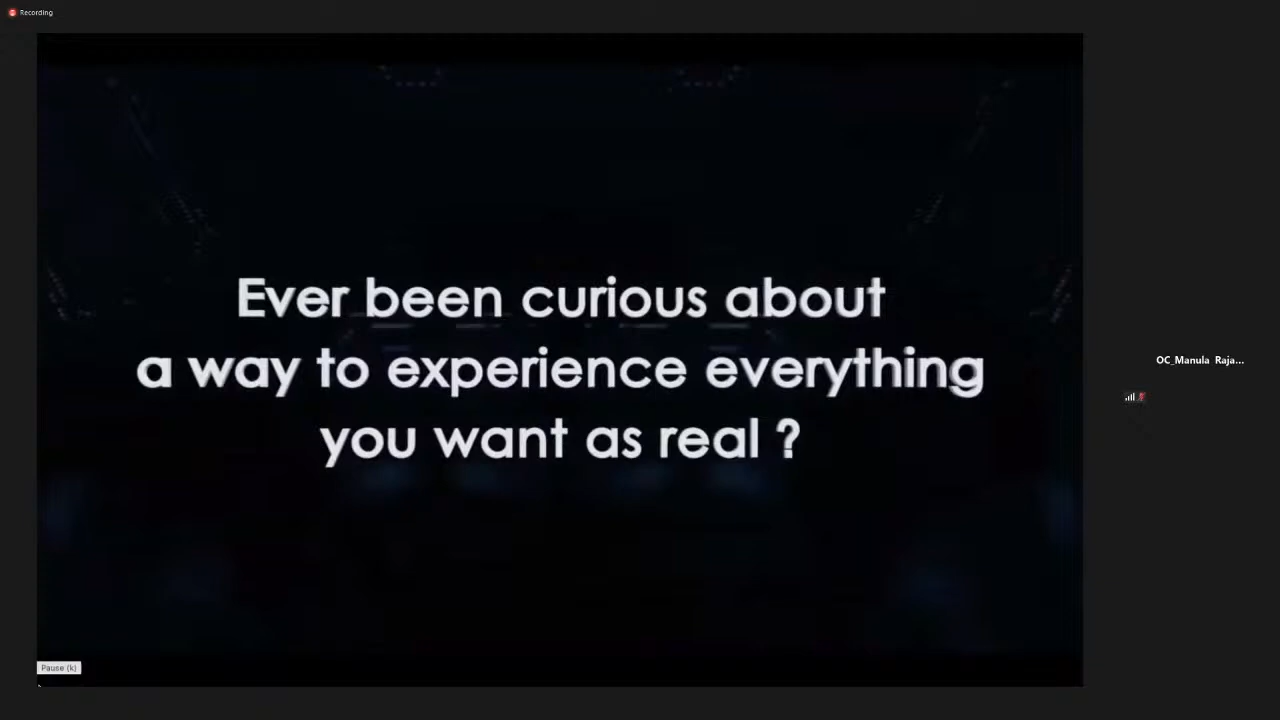 Recording
Ever been curious about
a way to experience everything
you want as real ?
OC_Manula Raja...
Pause (k)